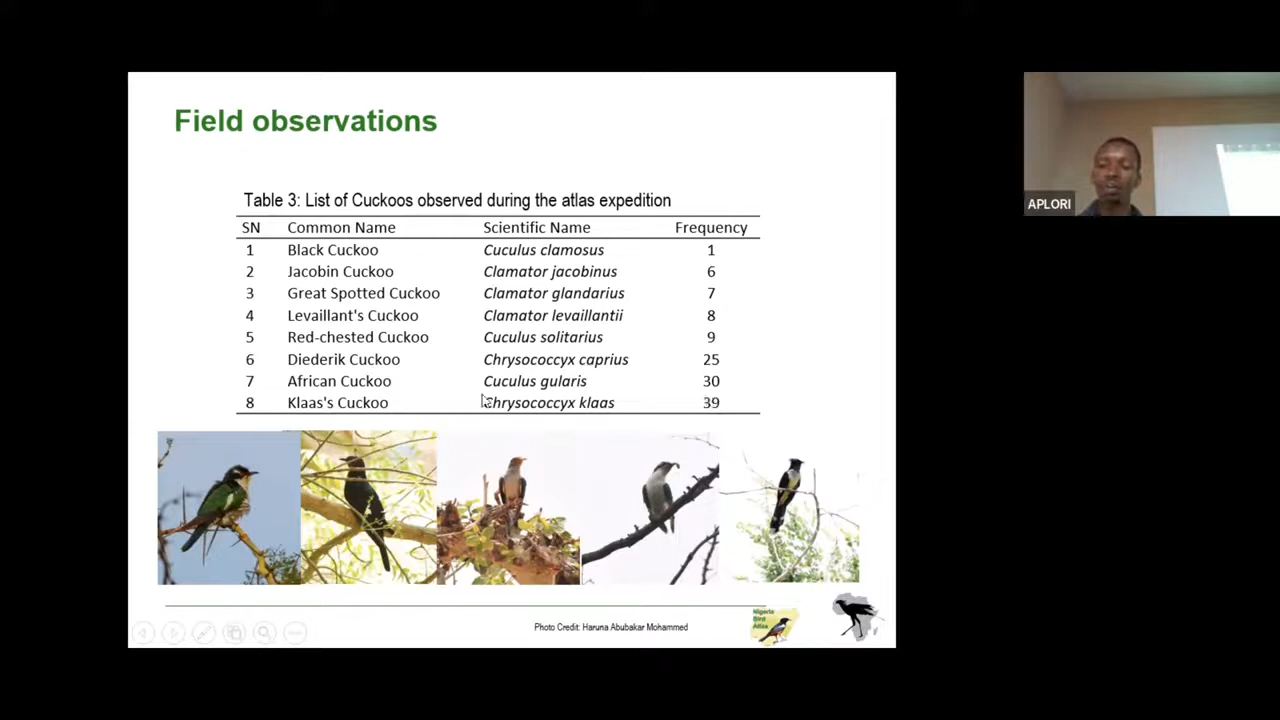 Field observations
Table 3: List of Cuckoos observed during the atlas expedition
SN Common Name Scientific Name Frequency
1 Black Cuckoo Cuculus clamosus 1
2 Jacobin Cuckoo Clamator jacobinus 6
3 Great Spotted Cuckoo Clamator glandarius 7
4 Levaillant's Cuckoo Clamator levaillantii 8
5 Red-chested Cuckoo Cuculus solitarius 9
6 Diederik Cuckoo Chrysococcyx caprius 25
7 African Cuckoo Cuculus gularis 30
8 Klaas's Cuckoo Chrysococcyx klaas 39
APLORI
Nigeria
Bird
Atlas
Photo Credit: Haruna Abubakar Mohammed